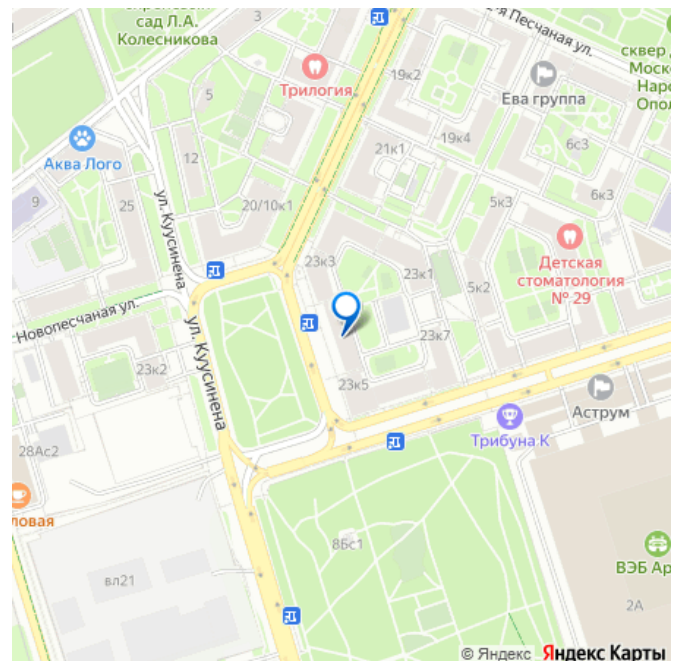 сад Л.А.
Колесникова
3
Песчаная ул.
Трилогия
5
19к2
Ева группа
сквер
Моск
Наро
Опол
Аква Лого
12
21к1
19к4
6с3
9
25
20/10к1
5к3
6к3
ул. Куусинена
23к3
23к1
5к2
Детская
стоматология
№ 29
Новопесчаная ул.
ул. Куусинена
23к2
23к7
23к5
Аструм
Трибуна К
28Ас2
ловая
8Бс1
вл21
ВЭБ Ар
2А
© Яндекс Яндекс Карты